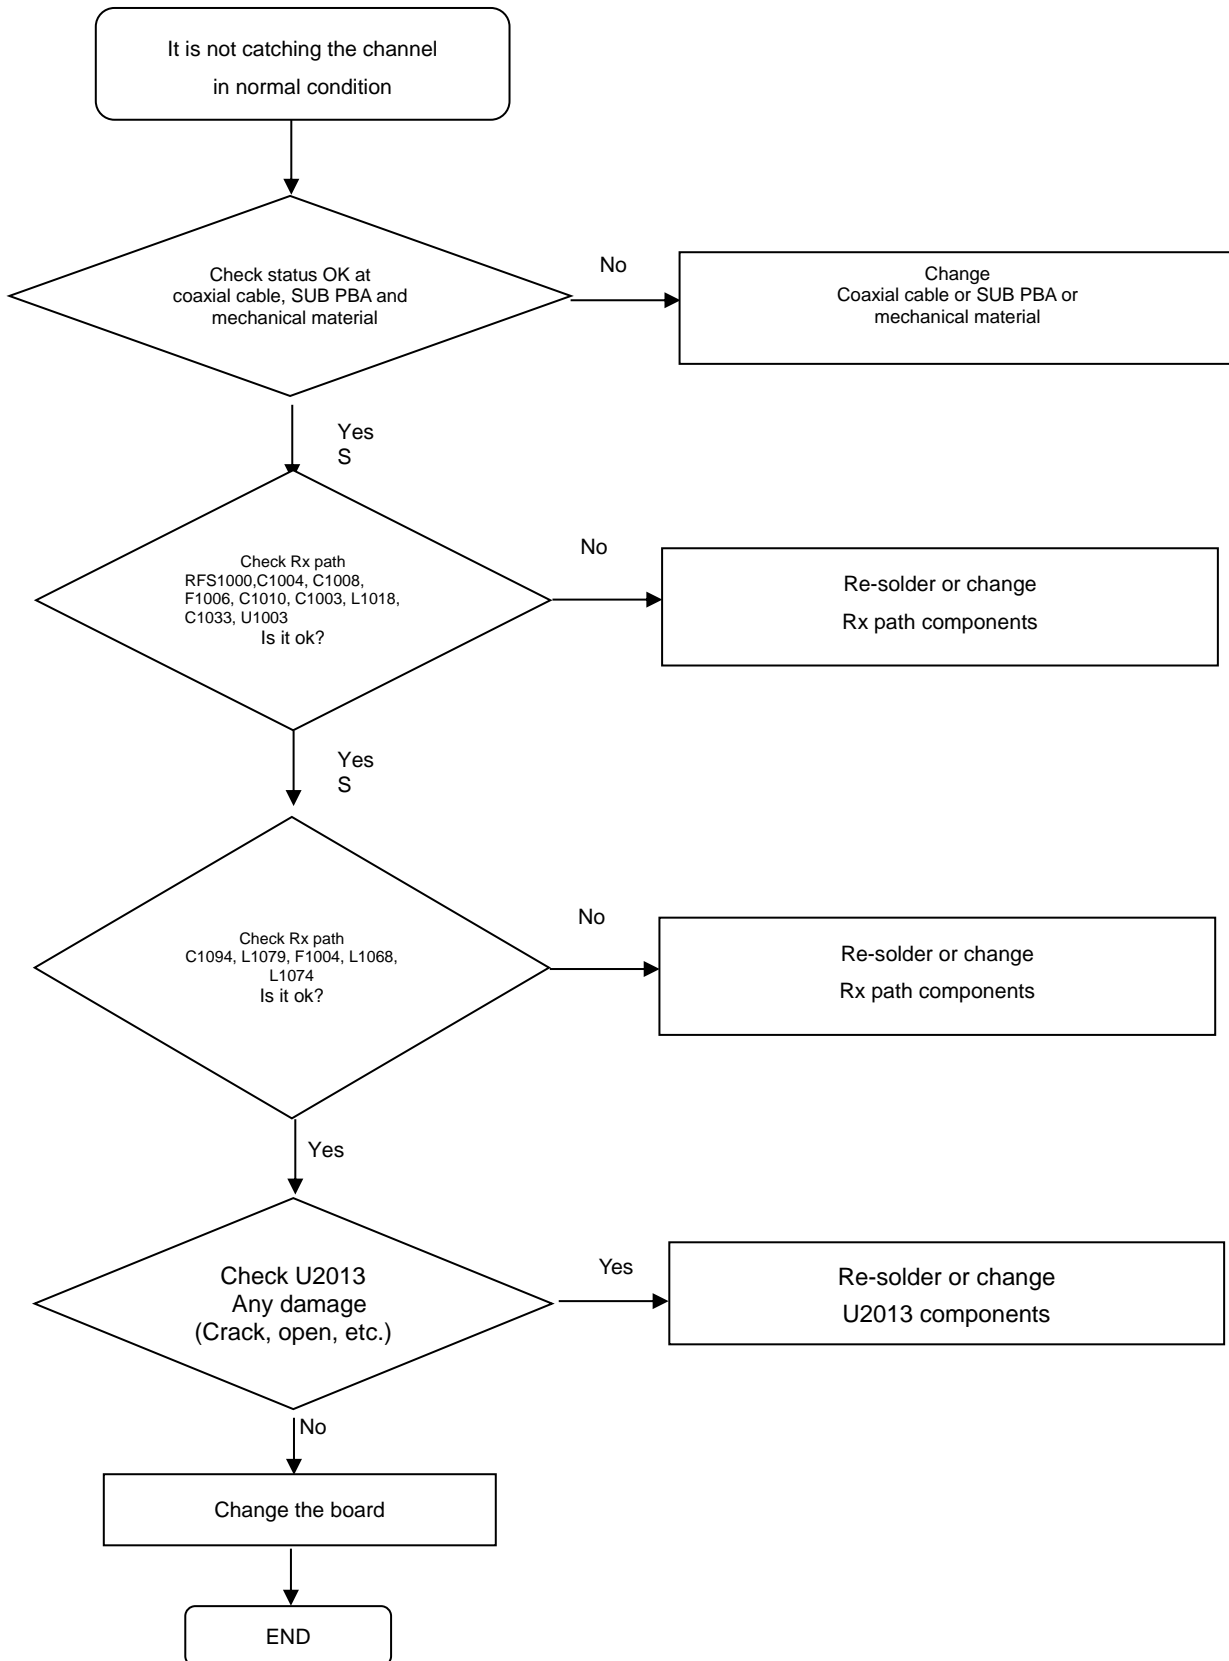 It is not catching the channel
in normal condition
Check status OK at
coaxial cable, SUB PBA and
mechanical material
No
Change
Coaxial cable or SUB PBA or
mechanical material
Yes
S
Check Rx path
RFS1000,C1004, C1008,
F1006, C1010, C1003, L1018,
C1033, U1003
Is it ok?
No
Re-solder or change
Rx path components
Yes
S
Check Rx path
C1094, L1079, F1004, L1068,
L1074
Is it ok?
No
Re-solder or change
Rx path components
Yes
Check U2013
Any damage
(Crack, open, etc.)
Yes
Re-solder or change
U2013 components
No
Change the board
END